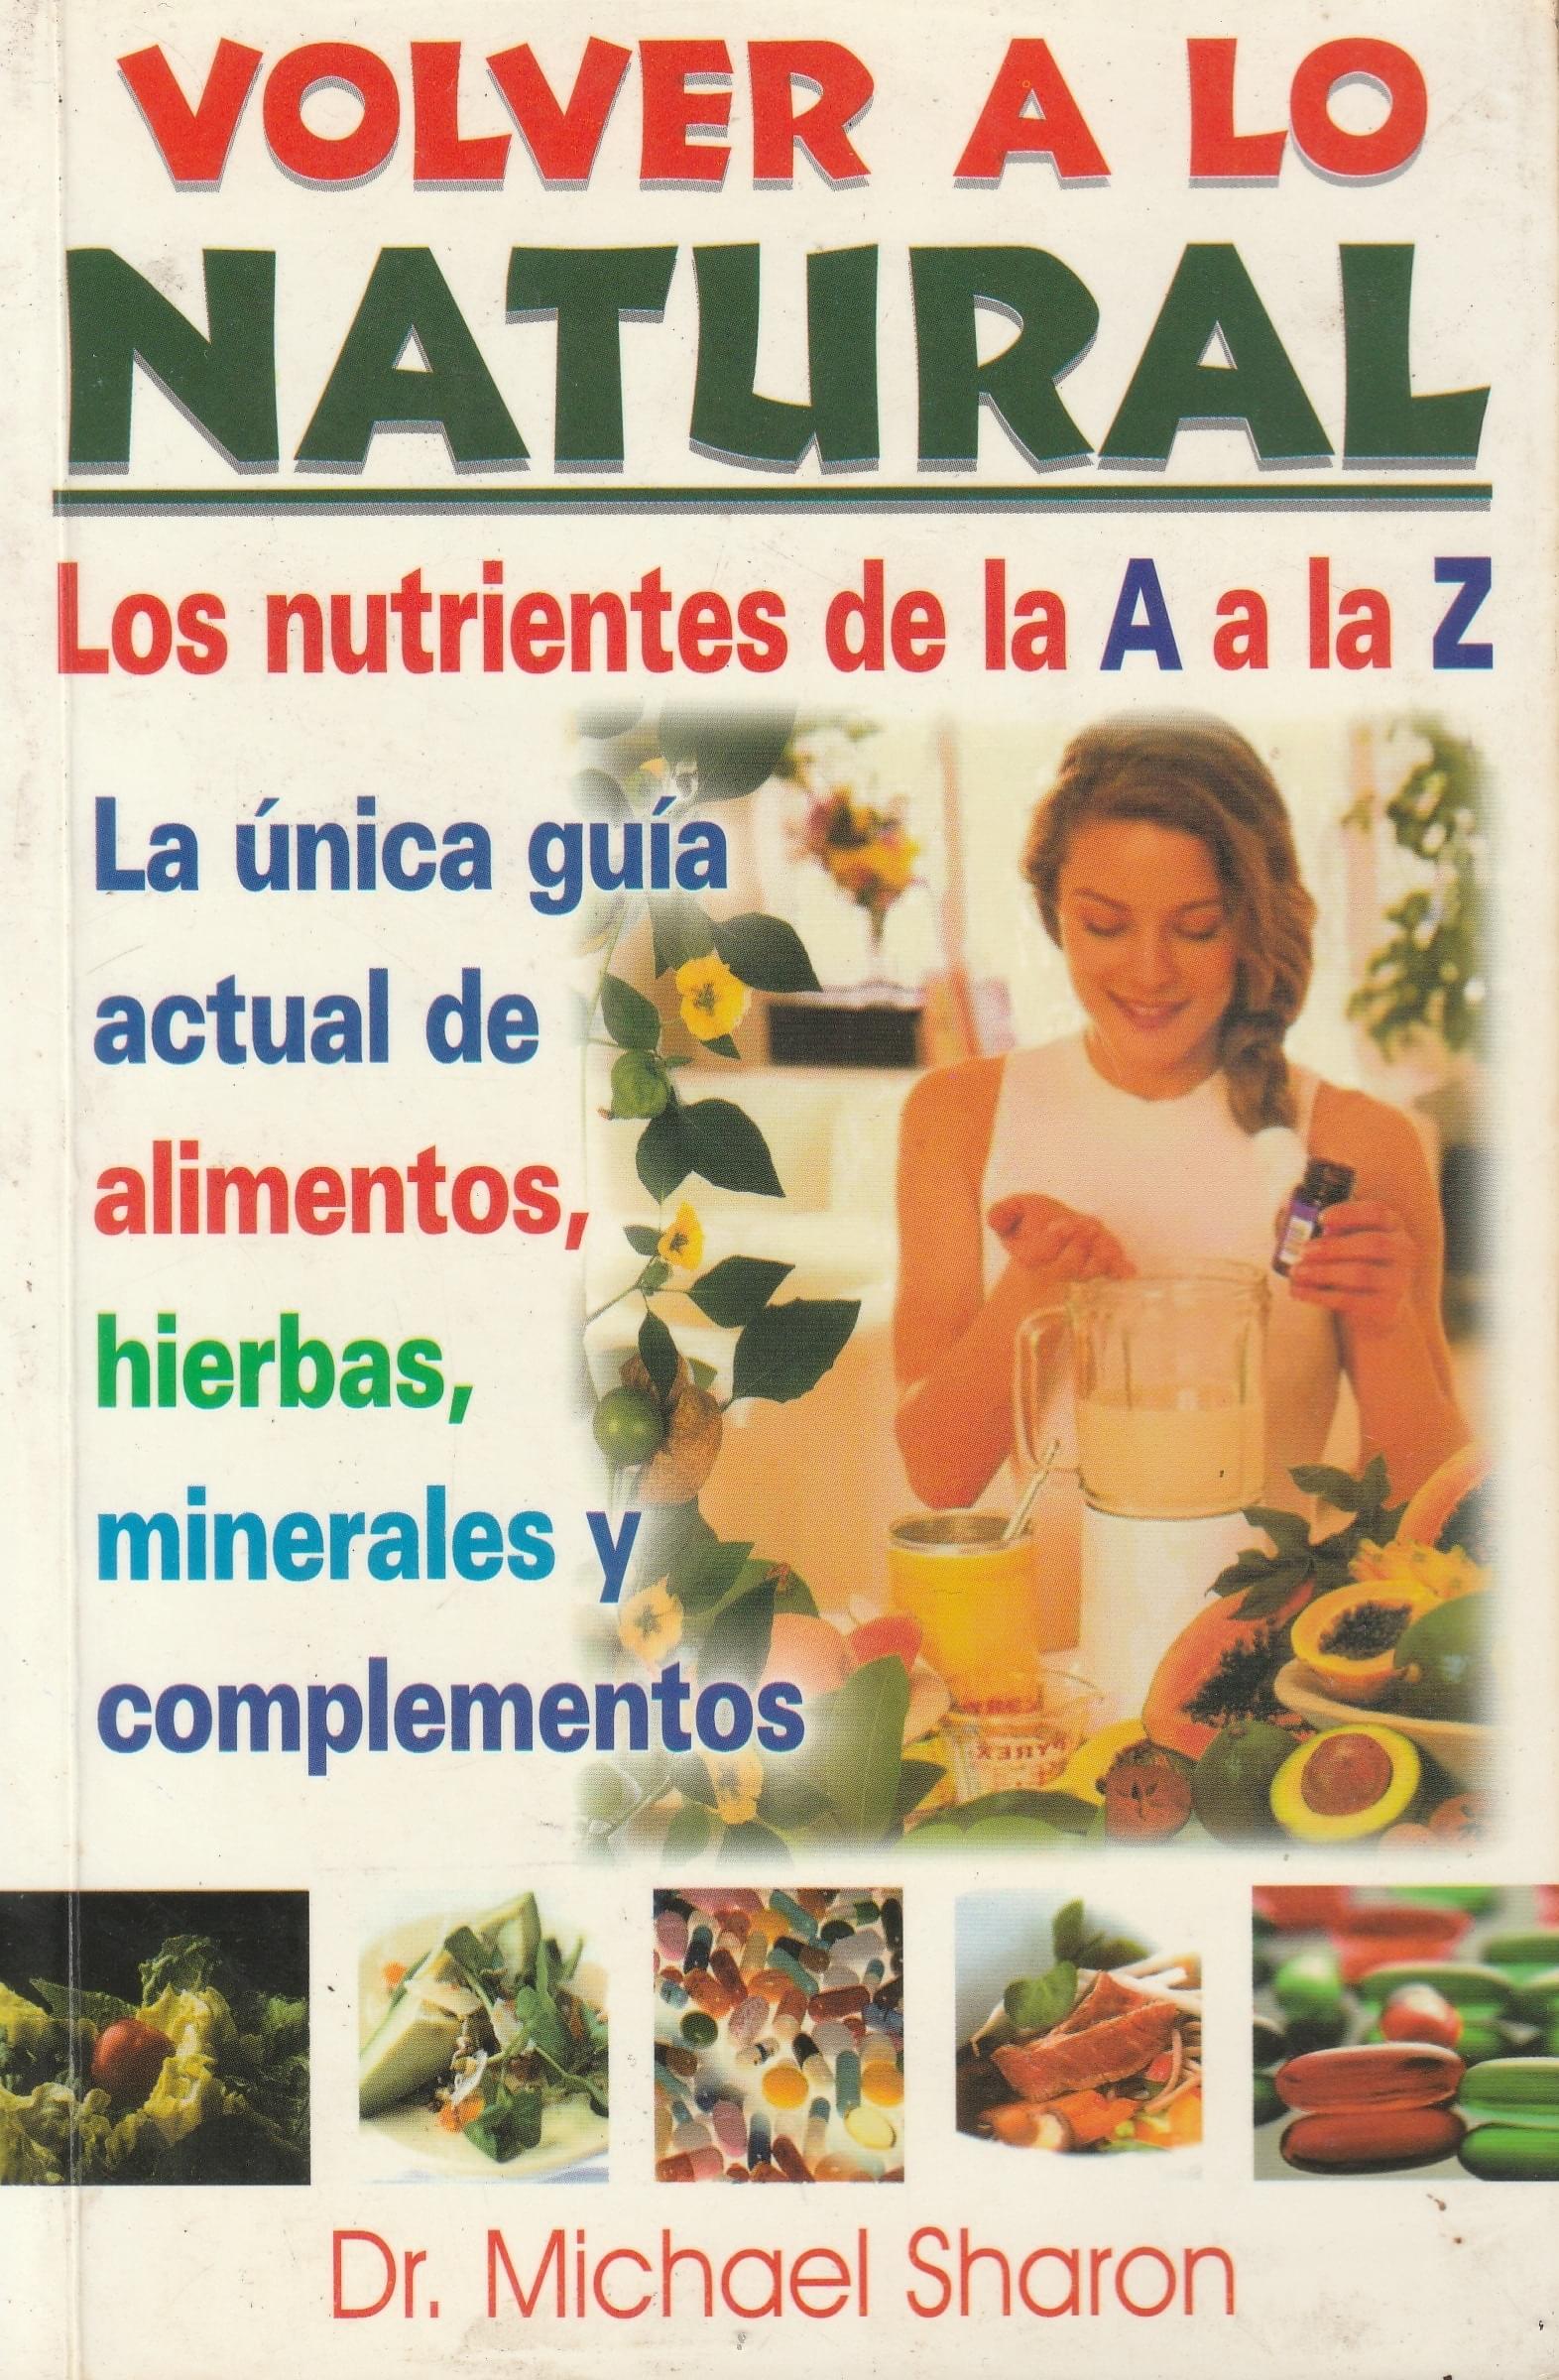 VOLVER A LO
NATURAL
Los nutrientes de la A a la Z
La única guía
actual de
alimentos,
hierbas,
minerales y
complementos
PYREX
Dr. Michael Sharon